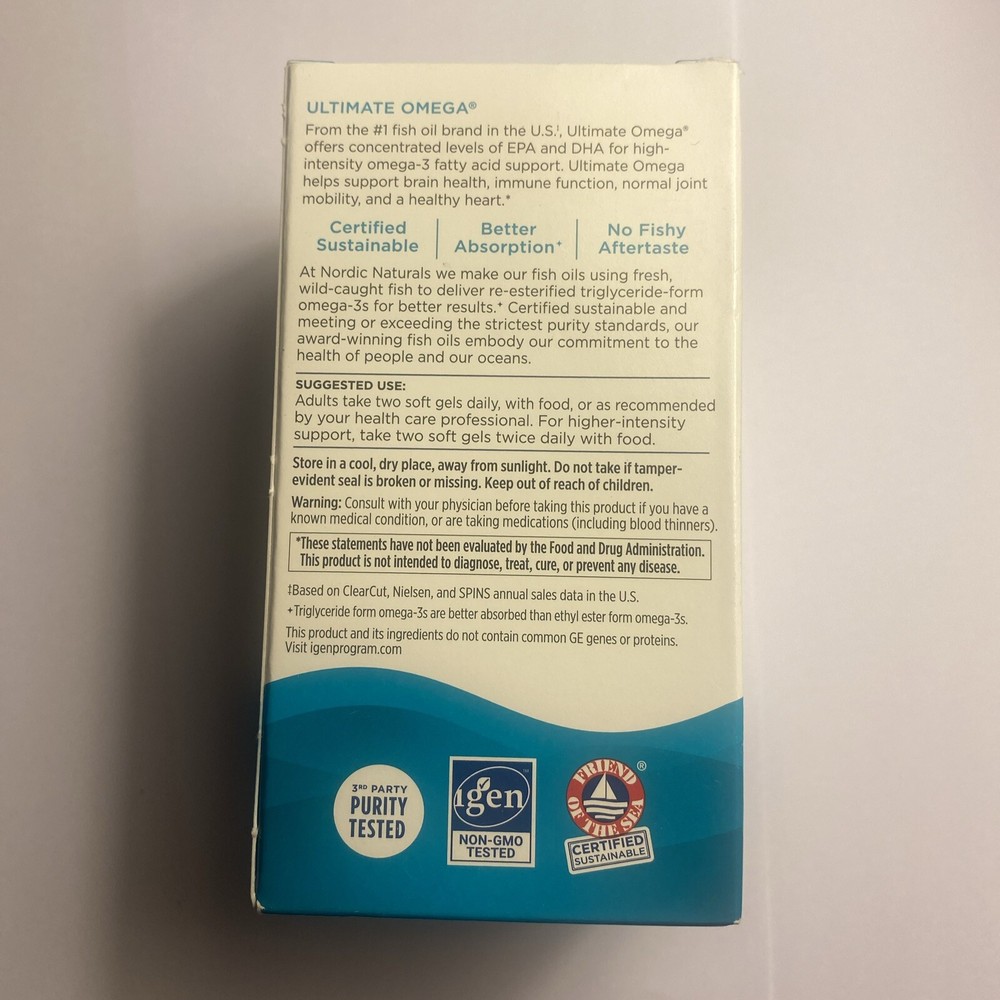 ULTIMATE OMEGA®
From the #1 fish oil brand in the U.S.‡, Ultimate Omega®
offers concentrated levels of EPA and DHA for high-
intensity omega-3 fatty acid support. Ultimate Omega
helps support brain health, immune function, normal joint
mobility, and a healthy heart.*
Certified Sustainable
Better Absorption+
No Fishy Aftertaste
At Nordic Naturals we make our fish oils using fresh,
wild-caught fish to deliver re-esterified triglyceride-form
omega-3s for better results.+ Certified sustainable and
meeting or exceeding the strictest purity standards, our
award-winning fish oils embody our commitment to the
health of people and our oceans.
SUGGESTED USE:
Adults take two soft gels daily, with food, or as recommended
by your health care professional. For higher-intensity
support, take two soft gels twice daily with food.
Store in a cool, dry place, away from sunlight. Do not take if tamper-
evident seal is broken or missing. Keep out of reach of children.
Warning: Consult with your physician before taking this product if you have a
known medical condition, or are taking medications (including blood thinners).
*These statements have not been evaluated by the Food and Drug Administration.
This product is not intended to diagnose, treat, cure, or prevent any disease.
‡Based on ClearCut, Nielsen, and SPINS annual sales data in the U.S.
+Triglyceride form omega-3s are better absorbed than ethyl ester form omega-3s.
This product and its ingredients do not contain common GE genes or proteins.
Visit igenprogram.com
3RD PARTY
PURITY
TESTED
igen™
NON-GMO
TESTED
FRIEND
OF THE SEA
®
CERTIFIED
SUSTAINABLE